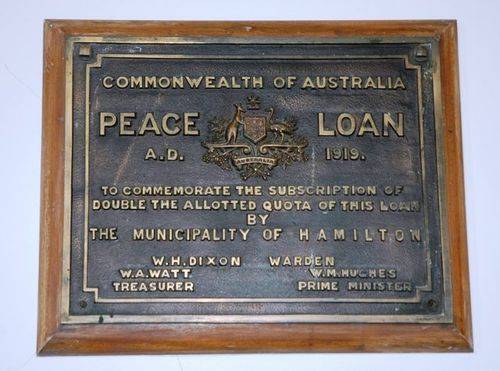 COMMONWEALTH OF AUSTRALIA
PEACE LOAN
A.D. 1919.
AUSTRALIA
TO COMMEMORATE THE SUBSCRIPTION OF
DOUBLE THE ALLOTTED QUOTA OF THIS LOAN
BY
THE MUNICIPALITY OF HAMILTON
W.H. DIXON WARDEN
W.A. WATT W.M. HUGHES
TREASURER PRIME MINISTER